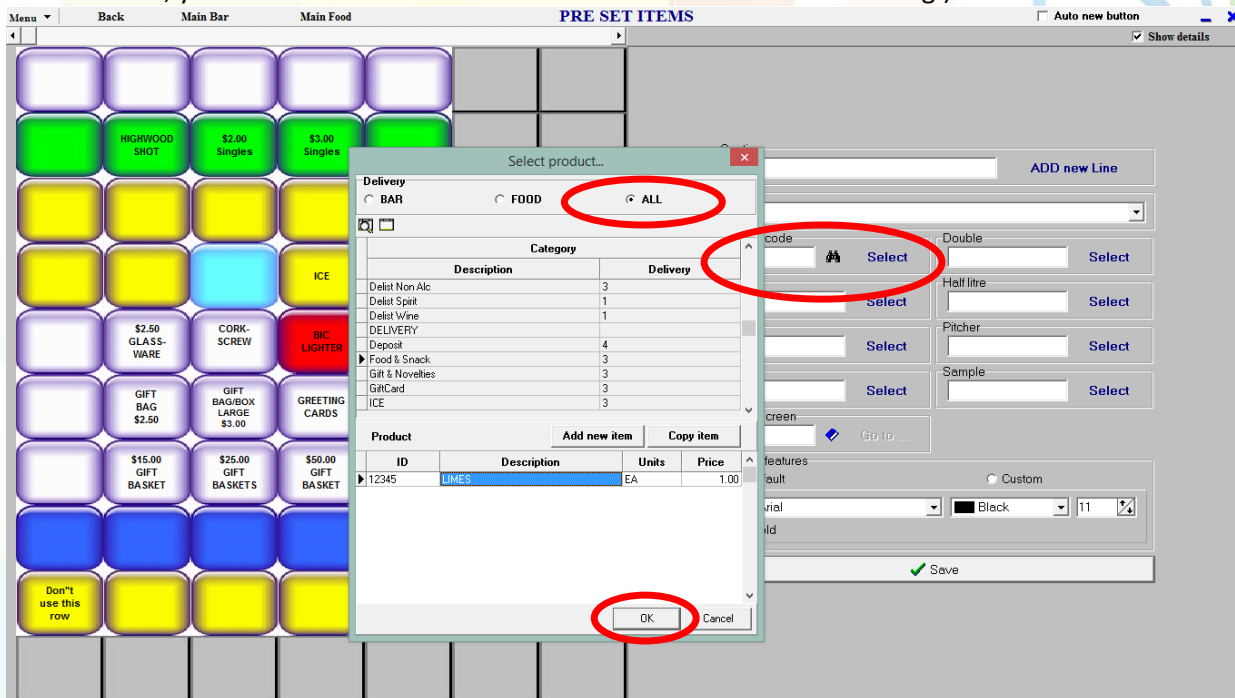 Menu Back Main Bar Main Food PRE SET ITEMS Auto new button
Show details
HIGHWOOD SHOT
$2.00 Singles
$3.00 Singles
ICE
$2.50 GLASS-WARE
CORK-SCREW
BIC LIGHTER
GIFT BAG $2.50
GIFT BAG/BOX LARGE $3.00
GREETING CARDS
$15.00 GIFT BASKET
$25.00 GIFT BASKETS
$50.00 GIFT BASKET
Don"t use this row
Select product...
Delivery
BAR FOOD ALL
Category
Description Delivery
Delist Non Alc 3
Delist Spirit 1
Delist Wine 1
DELIVERY
Deposit 4
Food & Snack 3
Gift & Novelties 3
GiftCard 3
ICE 3
Product Add new item Copy item
ID Description Units Price
12345 LIMES EA 1.00
OK Cancel
ADD new Line
code Select Double Select
Select Half litre Select
Select Pitcher Select
Select Sample Select
creen
Go to ...
features
ault Custom
rial Black 11
ld
Save